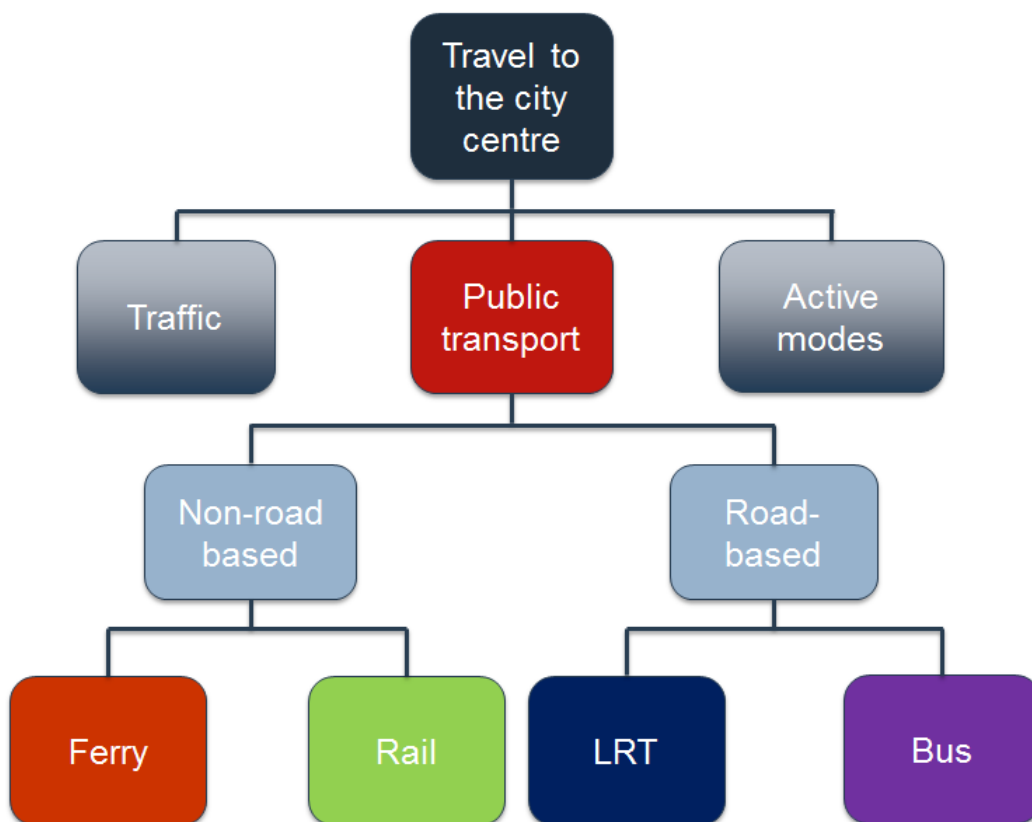 Travel to
the city
centre
Traffic
Public
transport
Active
modes
Non-road
based
Road-
based
Ferry
Rail
LRT
Bus